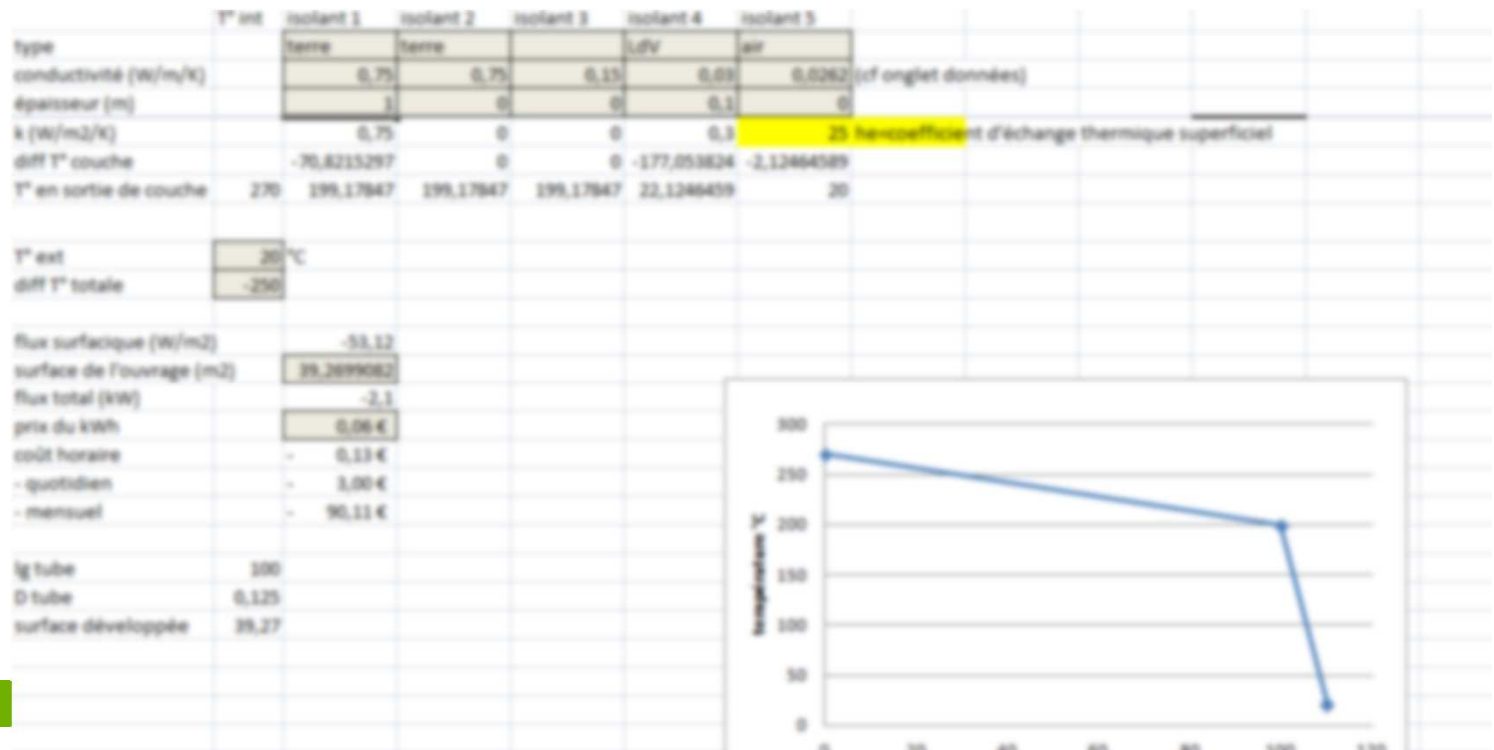 T° int isolant 1 isolant 2 isolant 3 isolant 4 isolant 5
type terre terre LdV air
conductivité (W/m/K) 0,75 0,75 0,15 0,03 0,0262 (cf onglet données)
épaisseur (m) 1 0 0 0,1 0
k (W/m2/K) 0,75 0 0 0,3 25 he=coefficient d'échange thermique superficiel
diff T° couche -70,8215297 0 0 -177,053824 -2,12464589
T° en sortie de couche 270 199,17847 199,17847 199,17847 22,1246459 20
T° ext 20 °C
diff T° totale -250
flux surfacique (W/m2) -53,12
surface de l'ouvrage (m2) 39,2699082
flux total (kW) -2,1
prix du kWh 0,06 €
coût horaire - 0,13 €
- quotidien - 3,00 €
- mensuel - 90,11 €
lg tube 100
D tube 0,125
surface développée 39,27
température °C
300
250
200
150
100
50
0
0 20 40 60 80 100 120